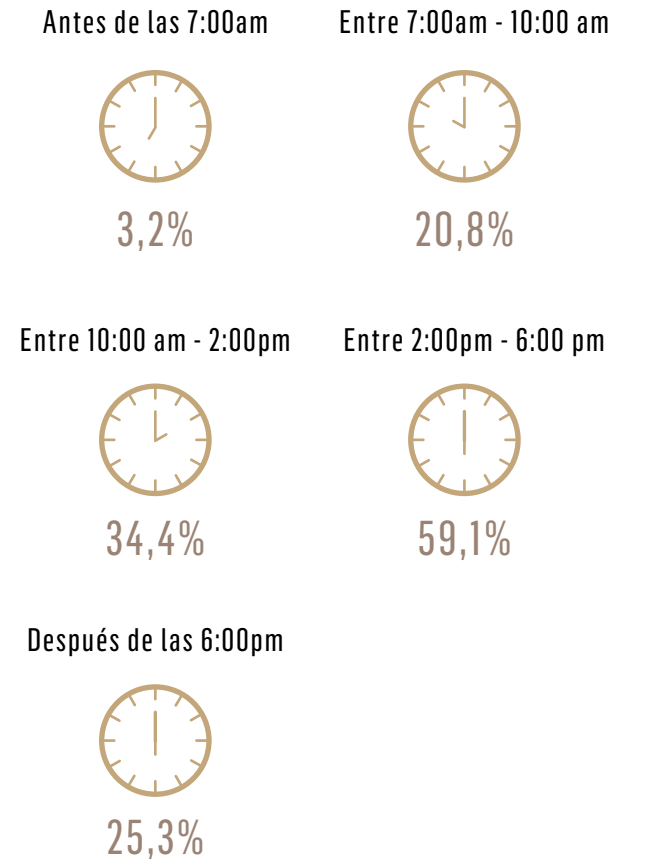 Antes de las 7:00am
3,2%
Entre 7:00am - 10:00 am
20,8%
Entre 10:00 am - 2:00pm
34,4%
Entre 2:00pm - 6:00 pm
59,1%
Después de las 6:00pm
25,3%